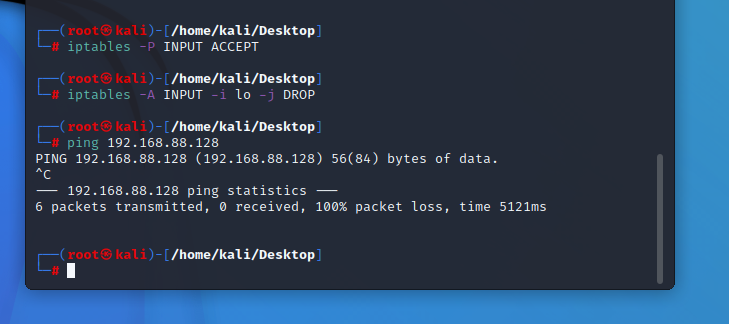 ┌──(root㉿kali)-[/home/kali/Desktop]
└─# iptables -P INPUT ACCEPT
┌──(root㉿kali)-[/home/kali/Desktop]
└─# iptables -A INPUT -i lo -j DROP
┌──(root㉿kali)-[/home/kali/Desktop]
└─# ping 192.168.88.128
PING 192.168.88.128 (192.168.88.128) 56(84) bytes of data.
^C
--- 192.168.88.128 ping statistics ---
6 packets transmitted, 0 received, 100% packet loss, time 5121ms
┌──(root㉿kali)-[/home/kali/Desktop]
└─#